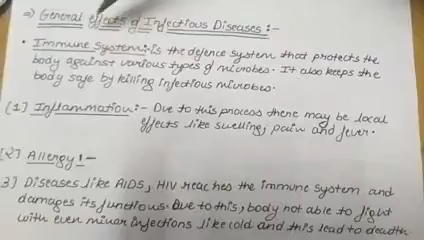 ⇒ General effects of Infectious Diseases :-
• Immune System:- is the defence system that protects the
body against various types of microbes. It also keeps the
body safe by killing infectious microbes.
(1) Inflammation:- Due to this process there may be local
effects like swelling, pain and fever.
(2) Allergy :-
3) Diseases like AIDS, HIV reaches the immune system and
damages its functions. Due to this, body not able to fight
with even minor infections like cold and this lead to death